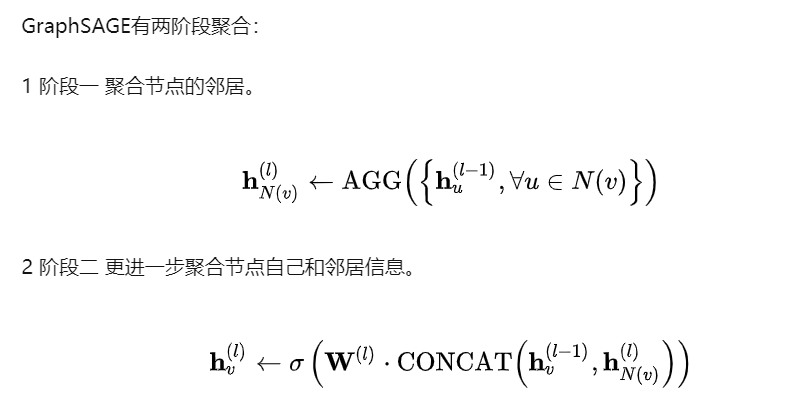 GraphSAGE有两阶段聚合：
1 阶段一 聚合节点的邻居。
$\mathbf{h}_{N(v)}^{(l)} \leftarrow \mathrm{AGG}\left(\left\{\mathbf{h}_{u}^{(l-1)}, \forall u \in N(v)\right\}\right)$
2 阶段二 更进一步聚合节点自己和邻居信息。
$\mathbf{h}_{v}^{(l)} \leftarrow \sigma\left(\mathbf{W}^{(l)} \cdot \mathrm{CONCAT}\left(\mathbf{h}_{v}^{(l-1)}, \mathbf{h}_{N(v)}^{(l)}\right)\right)$